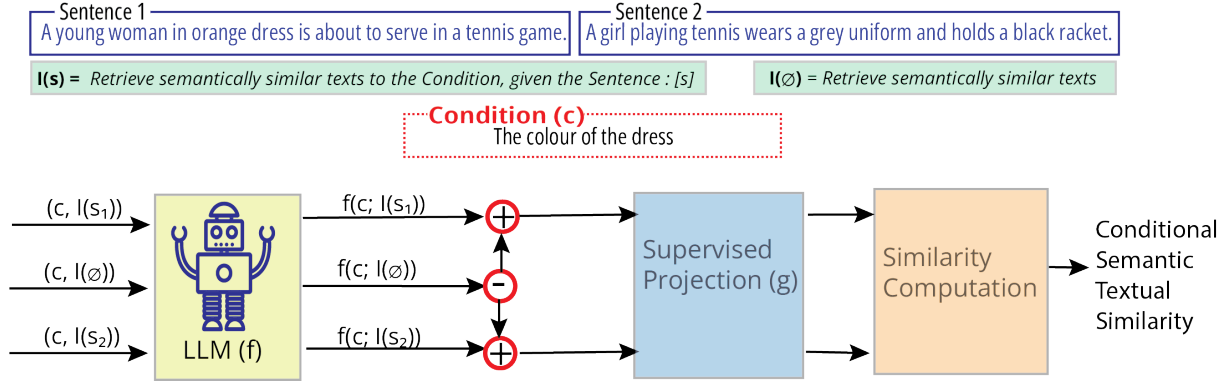 Sentence 1
A young woman in orange dress is about to serve in a tennis game.
Sentence 2
A girl playing tennis wears a grey uniform and holds a black racket.
I(s) = Retrieve semantically similar texts to the Condition, given the Sentence : [s]
I(∅) = Retrieve semantically similar texts
Condition (c)
The colour of the dress
(c, I(s₁))
(c, I(∅))
(c, I(s₂))
LLM (f)
f(c; I(s₁))
f(c; I(∅))
f(c; I(s₂))
+
-
+
Supervised
Projection (g)
Similarity
Computation
Conditional
Semantic
Textual
Similarity